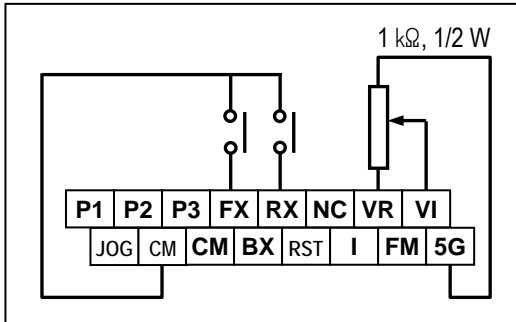 1 kΩ, 1/2 W
P1 P2 P3 FX RX NC VR VI
JOG CM CM BX RST I FM 5G